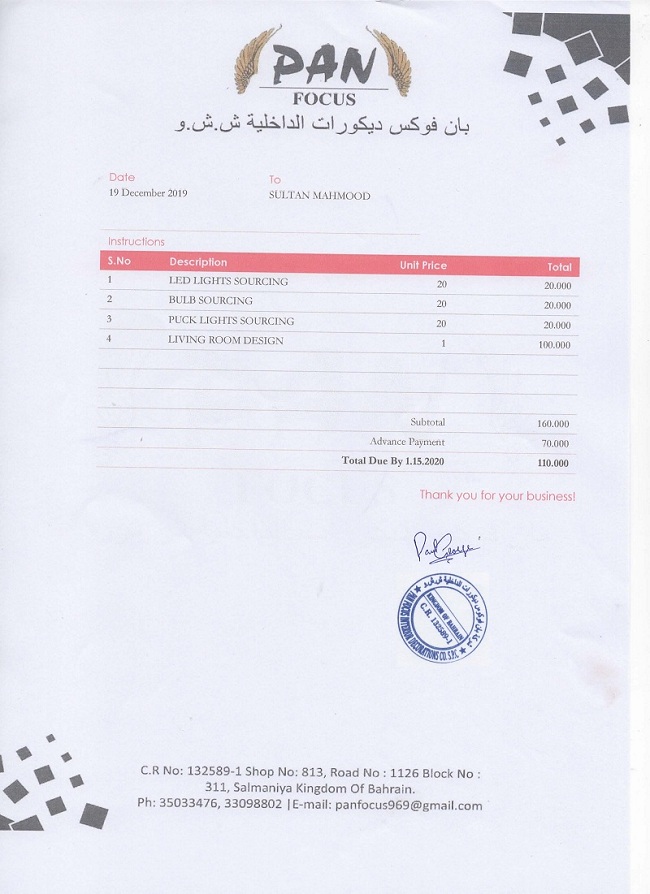 PAN
FOCUS
بان فوكس ديكورات الداخلية ش.ش.و
Date To
19 December 2019 SULTAN MAHMOOD
Instructions
S.No Description Unit Price Total
1 LED LIGHTS SOURCING 20 20.000
2 BULB SOURCING 20 20.000
3 PUCK LIGHTS SOURCING 20 20.000
4 LIVING ROOM DESIGN 1 100.000
Subtotal 160.000
Advance Payment 70.000
Total Due By 1.15.2020 110.000
Thank you for your business!
شركة بان فوكس ديكورات الداخلية ش.ش.و
KINGDOM OF BAHRAIN
C.R. 132589-1
PAN FOCUS INTERIOR DECORATIONS CO. S.P.C
C.R No: 132589-1 Shop No: 813, Road No : 1126 Block No :
311, Salmaniya Kingdom Of Bahrain.
Ph: 35033476, 33098802 |E-mail: panfocus969@gmail.com